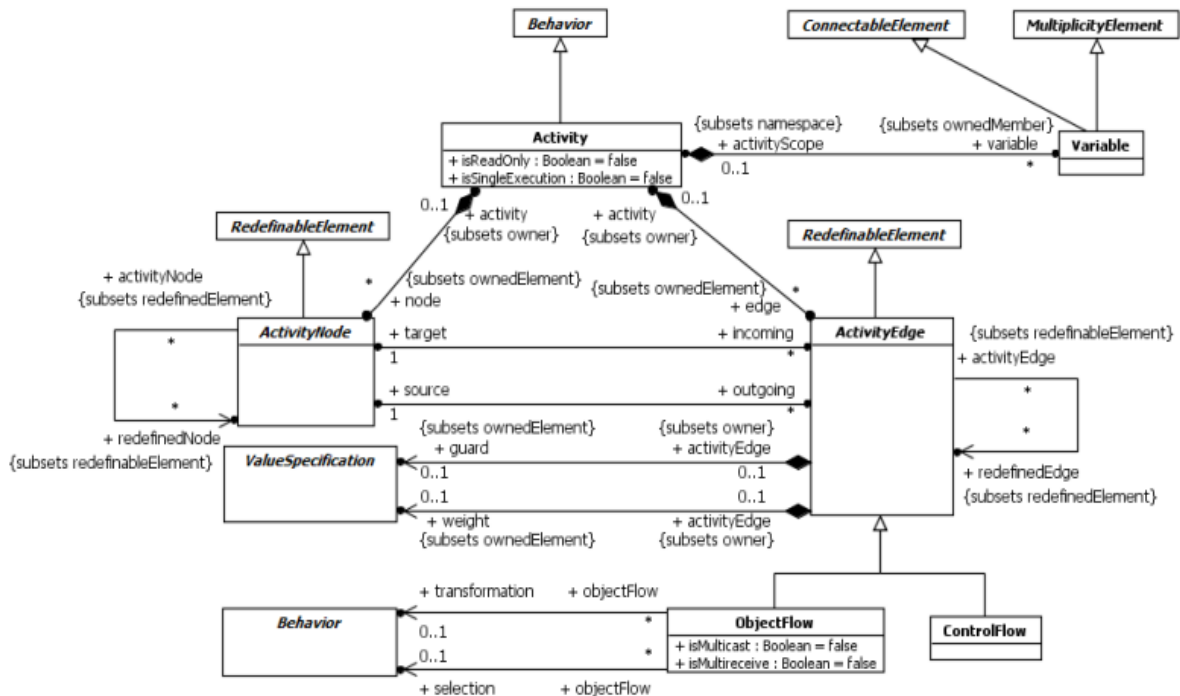 Behavior
ConnectableElement
MultiplicityElement
Activity
+ isReadOnly : Boolean = false
+ isSingleExecution : Boolean = false
{subsets namespace}
+ activityScope
0..1
{subsets ownedMember}
+ variable
*
Variable
0..1
+ activity
{subsets owner}
0..1
+ activity
{subsets owner}
RedefinableElement
RedefinableElement
+ activityNode
{subsets redefinedElement}
*
{subsets ownedElement}
+ node
{subsets ownedElement}
*
+ edge
ActivityNode
*
*
+ redefinedNode
{subsets redefinableElement}
+ target
1
+ incoming
*
+ source
1
+ outgoing
*
ActivityEdge
{subsets redefinableElement}
+ activityEdge
*
*
+ redefinedEdge
{subsets redefinedElement}
ValueSpecification
{subsets ownedElement}
+ guard
0..1
{subsets owner}
+ activityEdge
0..1
0..1
+ weight
{subsets ownedElement}
0..1
+ activityEdge
{subsets owner}
Behavior
+ transformation
0..1
+ objectFlow
*
0..1
+ selection
*
+ objectFlow
ObjectFlow
+ isMulticast : Boolean = false
+ isMultireceive : Boolean = false
ControlFlow